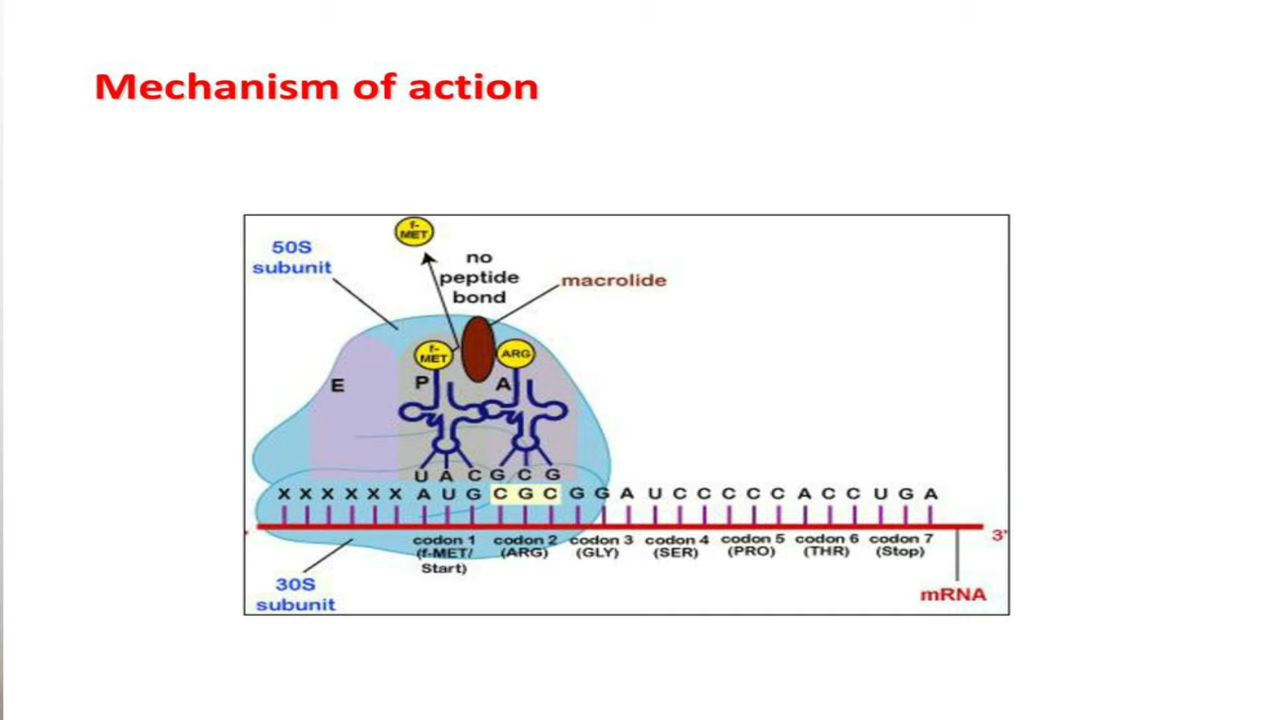 Mechanism of action
f-
MET
50S
subunit
no
peptide
bond
macrolide
f-
MET
ARG
E
P
A
U A C G C G
X X X X X X A U G C G C G G A U C C C C C A C C U G A
3'
codon 1 codon 2 codon 3 codon 4 codon 5 codon 6 codon 7
(f-MET/ (ARG) (GLY) (SER) (PRO) (THR) (Stop)
Start)
30S
subunit
mRNA